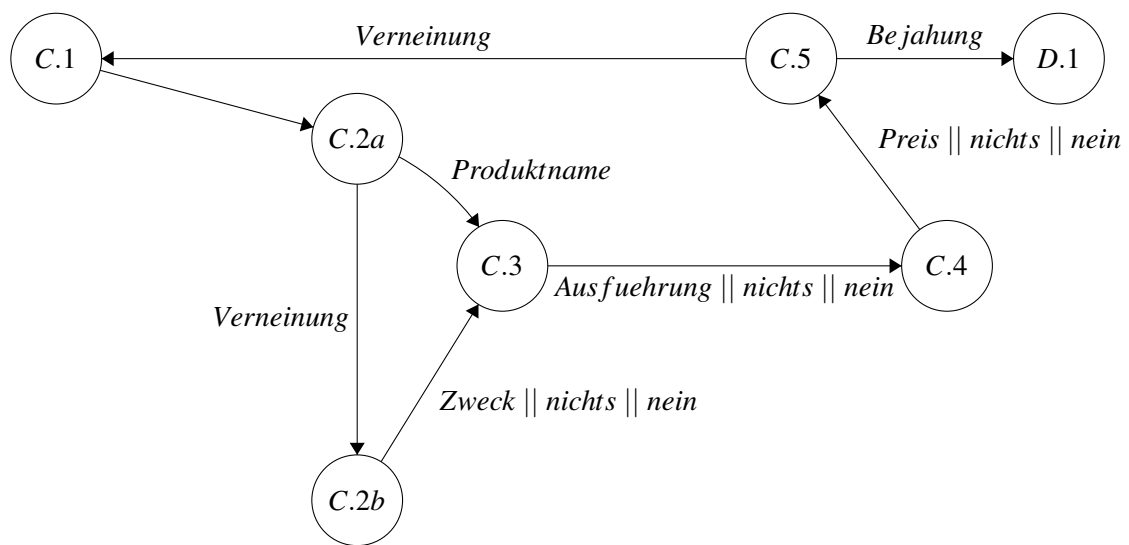 Verneinung
Bejahung
C.1
C.5
D.1
C.2a
Preis || nichts || nein
Produktname
C.3
C.4
Ausfuehrung || nichts || nein
Verneinung
Zweck || nichts || nein
C.2b